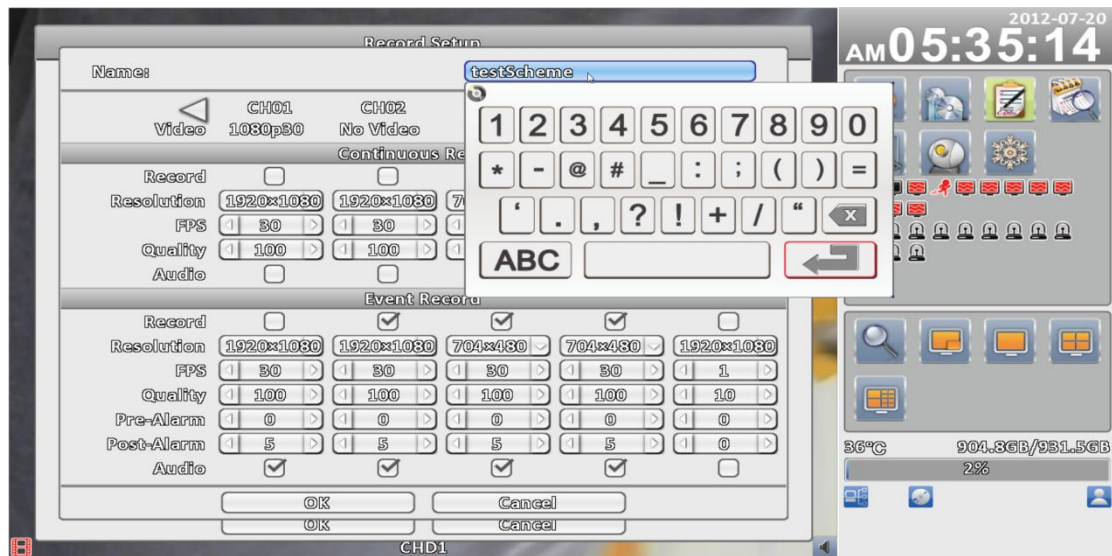 2012-07-20
AM 05:35:14
Record Setup
Name: testScheme
CH01 CH02
Video 1080p30 No Video
1 2 3 4 5 6 7 8 9 0
* - @ # _ : ; ( ) =
‘ . , ? ! + / “ X
ABC
Continuous Re
Record
Resolution 1920x1080 1920x1080 7
FPS 30 30
Quality 100 100
Audio
Event Record
Record
Resolution 1920x1080 1920x1080 704x480 704x480 1920x1080
FPS 30 30 30 30 1
Quality 100 100 100 100 10
Pre-Alarm 0 0 0 0 0
Post-Alarm 5 5 5 5 0
Audio
OK Cancel
OK Cancel
CHD1
36°C 904.8GB/931.5GB
2%